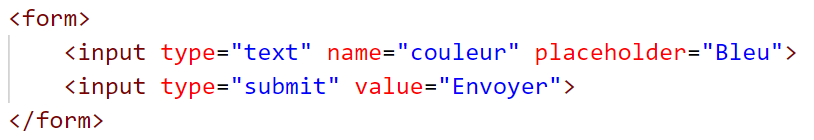 <form>
<input type="text" name="couleur" placeholder="Bleu">
<input type="submit" value="Envoyer">
</form>